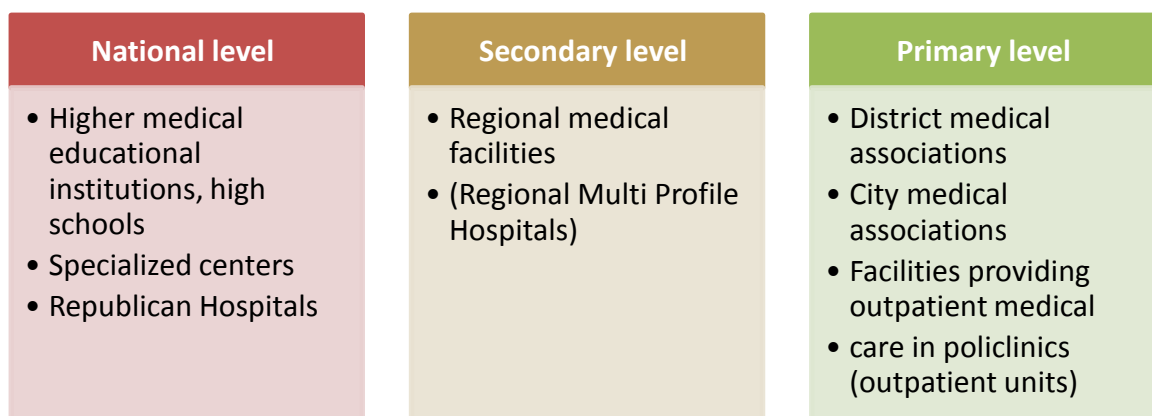 National level
• Higher medical
educational
institutions, high
schools
• Specialized centers
• Republican Hospitals
Secondary level
• Regional medical
facilities
• (Regional Multi Profile
Hospitals)
Primary level
• District medical
associations
• City medical
associations
• Facilities providing
outpatient medical
• care in policlinics
(outpatient units)